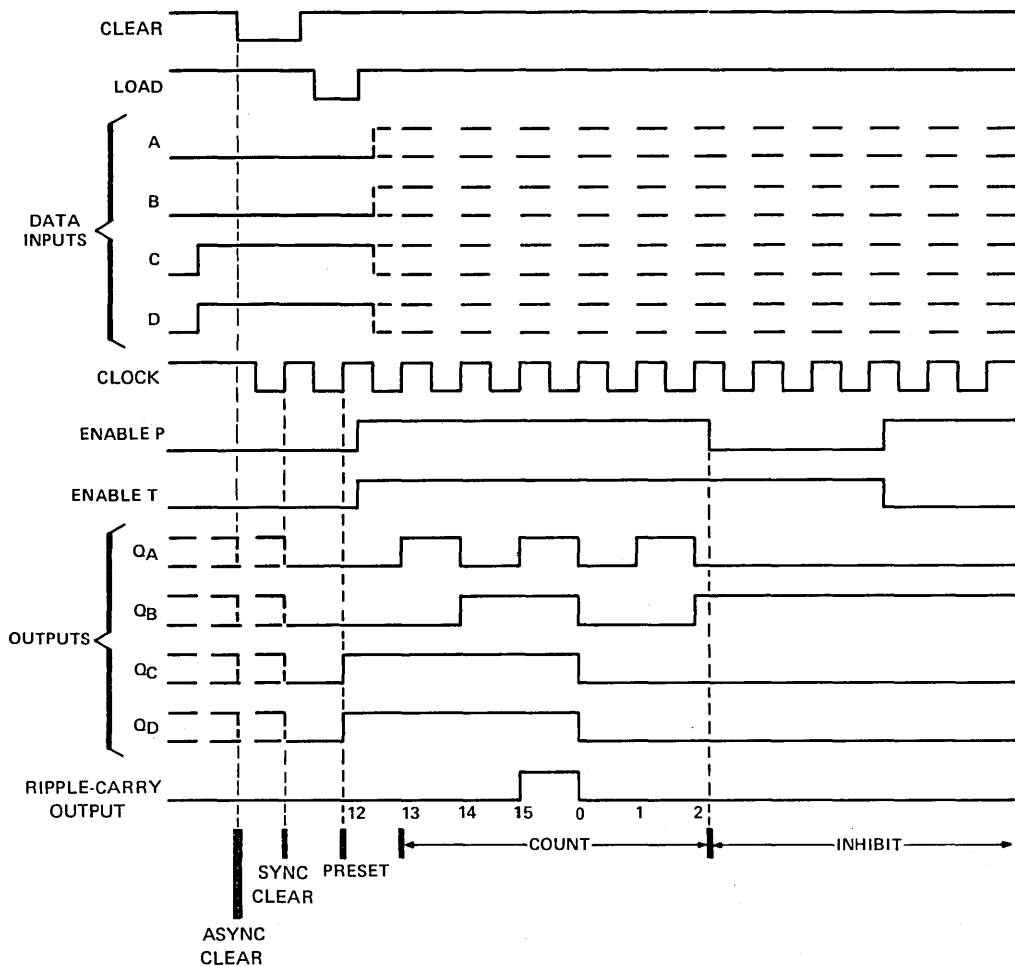 CLEAR
LOAD
A
B
DATA
INPUTS
C
D
CLOCK
ENABLE P
ENABLE T
QA
QB
OUTPUTS
QC
QD
RIPPLE-CARRY
OUTPUT
12 13 14 15 0 1 2
SYNC
CLEAR
PRESET
COUNT
INHIBIT
ASYNC
CLEAR